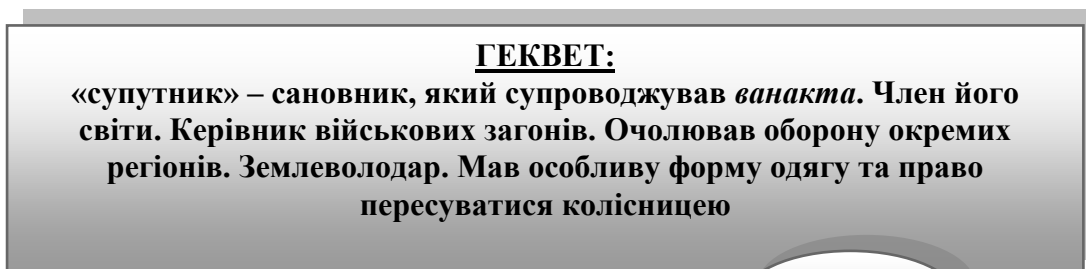 ГЕКВЕТ:
«супутник» – сановник, який супроводжував ванакта. Член його
світи. Керівник військових загонів. Очолював оборону окремих
регіонів. Землеволодар. Мав особливу форму одягу та право
пересуватися колісницею